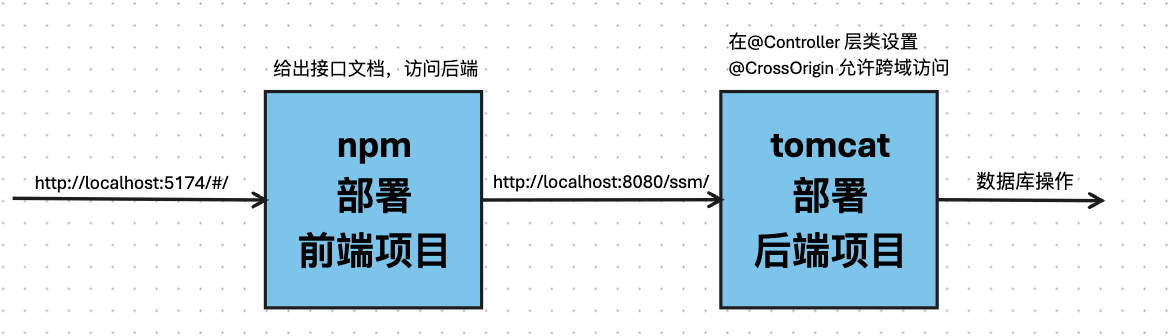 在@Controller 层类设置
@CrossOrigin 允许跨域访问
给出接口文档，访问后端
http://localhost:5174/#/
npm
部署
前端项目
http://localhost:8080/ssm/
tomcat
部署
后端项目
数据库操作